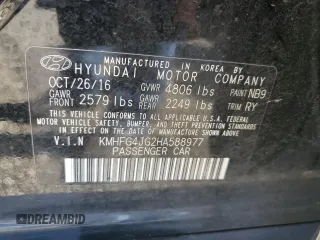 MANUFACTURED IN KOREA BY
HYUNDAI MOTOR COMPANY
OCT/26/16 GVWR 4806 lbs PAINT NB9
GAWR FRONT 2579 lbs GAWR REAR 2249 lbs TRIM RY
THIS VEHICLE CONFORMS TO ALL APPLICABLE U.S.A FEDERAL
MOTOR VEHICLE SAFETY, BUMPER, AND THEFT PREVENTION
STANDARDS IN EFFECT ON THE DATE OF MANUFACTURE
SHOWN ABOVE.
V.I.N KMHFG4JG2HA588977
PASSENGER CAR
©AMERBID